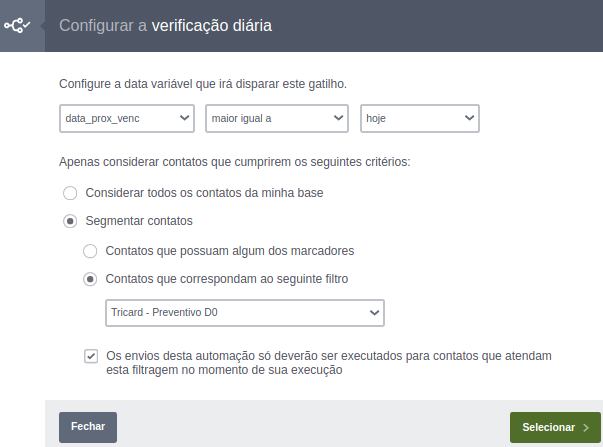 Configurar a verificação diária
Configure a data variável que irá disparar este gatilho.
data_prox_venc
maior igual a
hoje
Apenas considerar contatos que cumprirem os seguintes critérios:
Considerar todos os contatos da minha base
Segmentar contatos
Contatos que possuam algum dos marcadores
Contatos que correspondam ao seguinte filtro
Tricard - Preventivo D0
Os envios desta automação só deverão ser executados para contatos que atendam
esta filtragem no momento de sua execução
Fechar
Selecionar